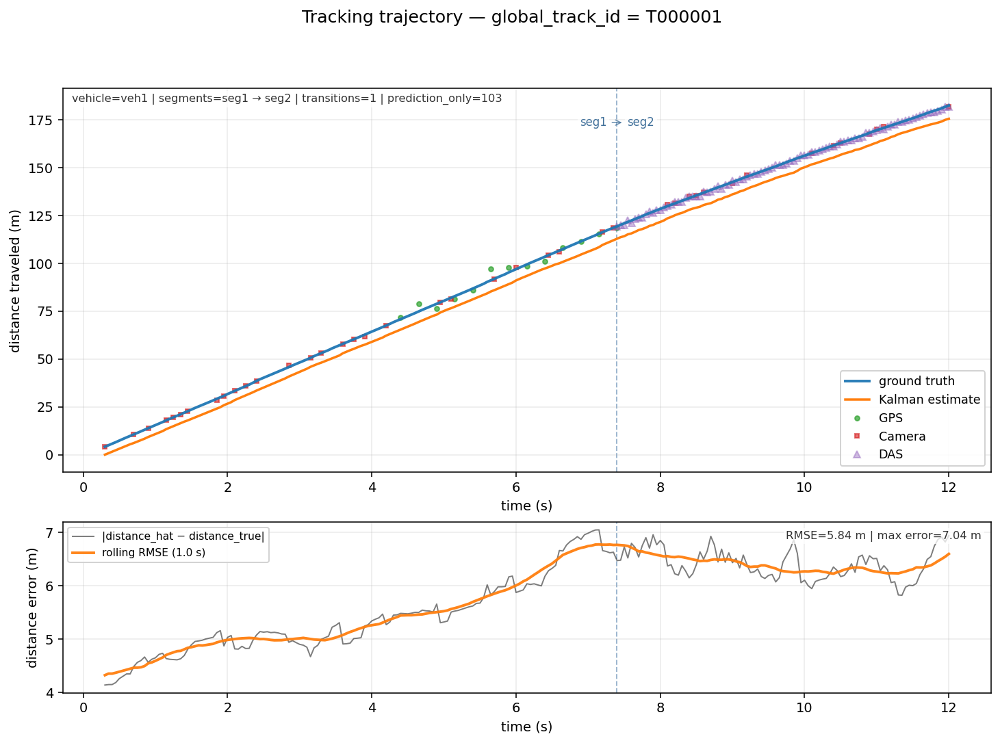 Tracking trajectory — global_track_id = T000001
vehicle=veh1 | segments=seg1 → seg2 | transitions=1 | prediction_only=103
seg1 → seg2
175
150
125
100
75
50
25
0
distance traveled (m)
ground truth
Kalman estimate
GPS
Camera
DAS
0 2 4 6 8 10 12
time (s)
|distance_hat − distance_true|
rolling RMSE (1.0 s)
RMSE=5.84 m | max error=7.04 m
7
6
5
4
distance error (m)
0 2 4 6 8 10 12
time (s)